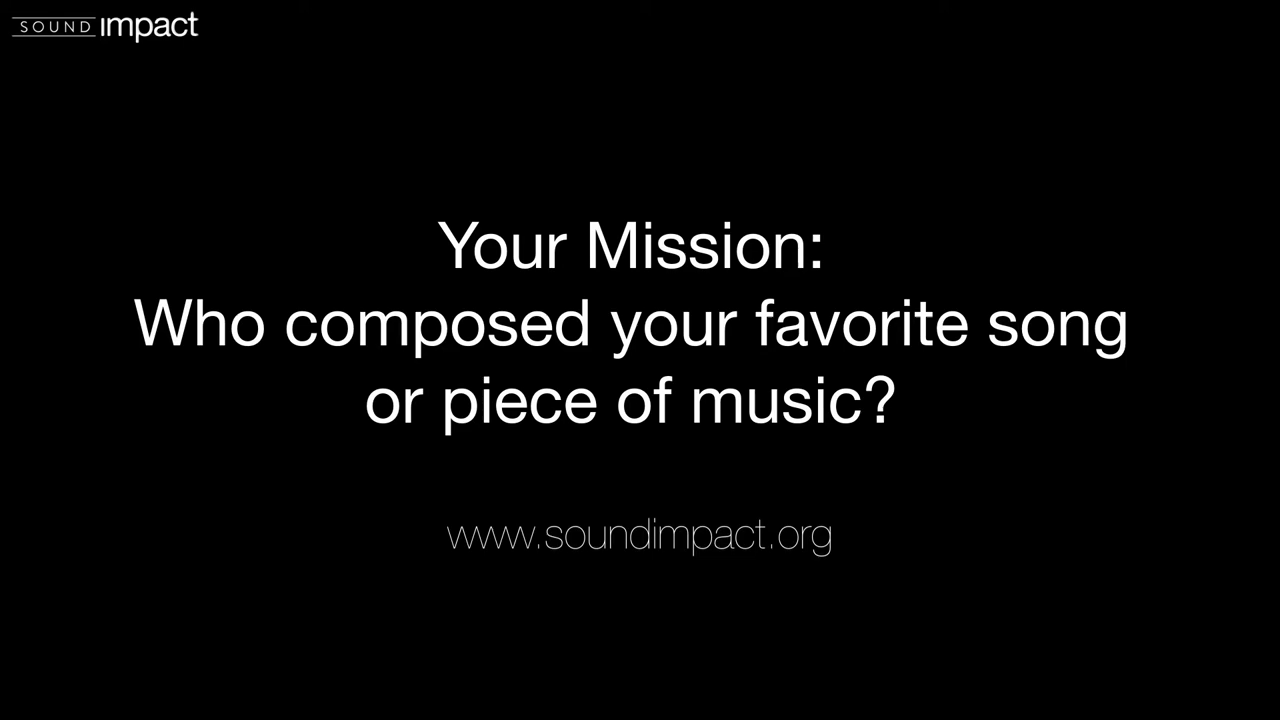 SOUND impact
Your Mission:
Who composed your favorite song
or piece of music?
www.soundimpact.org